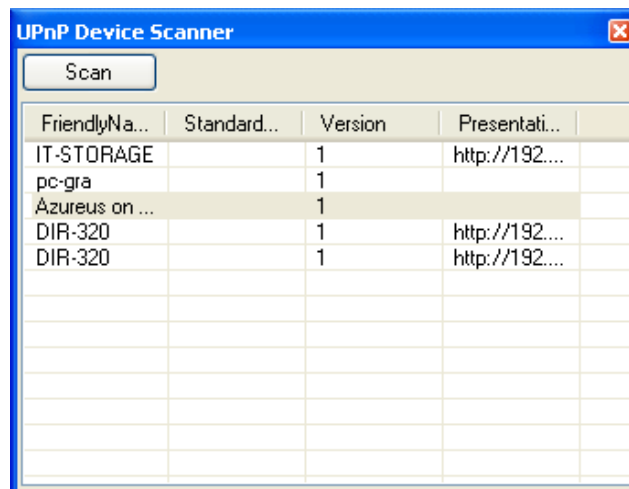 UPnP Device Scanner
Scan
FriendlyNa... Standard... Version Presentati...
IT-STORAGE 1 http://192....
pc-gra 1
Azureus on ... 1
DIR-320 1 http://192....
DIR-320 1 http://192....